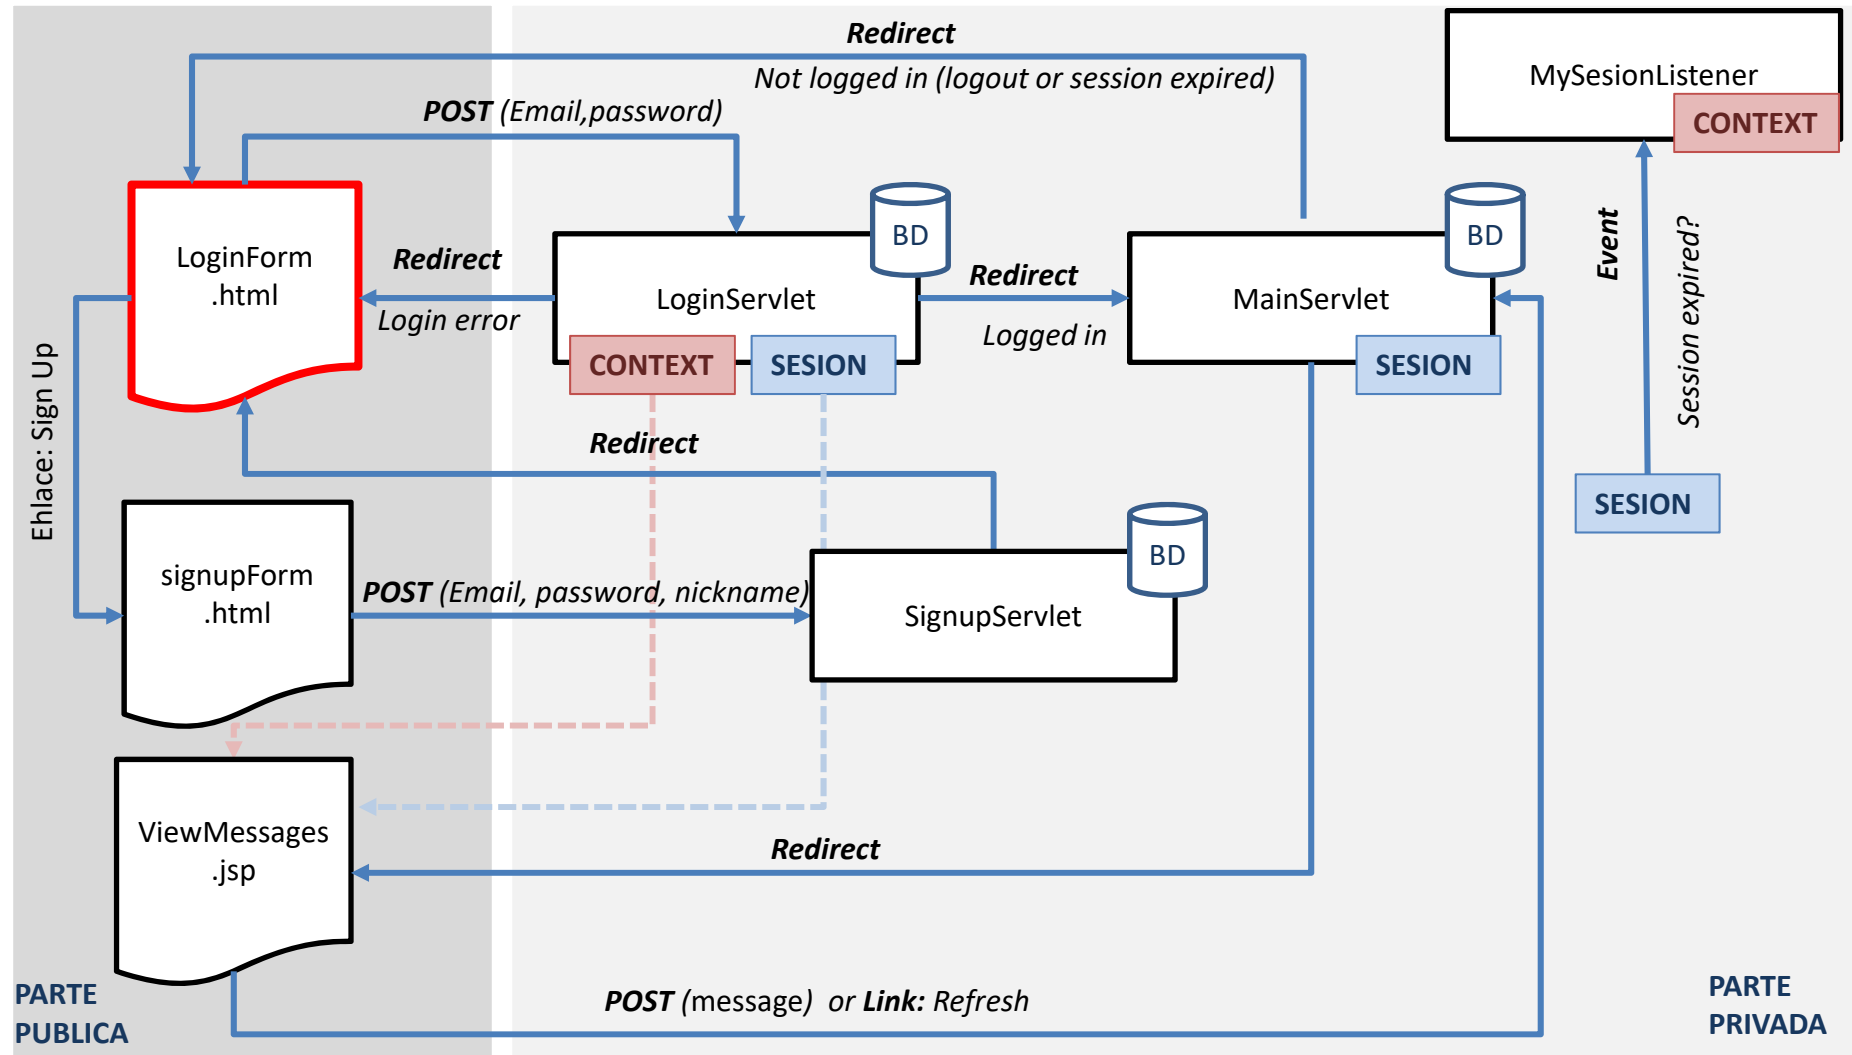 Redirect
Not logged in (logout or session expired)
MySesionListener
CONTEXT
POST (Email,password)
LoginForm
.html
Redirect
Login error
BD
LoginServlet
CONTEXT
SESION
Redirect
Logged in
BD
MainServlet
SESION
Event
Session expired?
SESION
Ehlace: Sign Up
Redirect
signupForm
.html
POST (Email, password, nickname)
BD
SignupServlet
ViewMessages
.jsp
Redirect
POST (message)  or Link: Refresh
PARTE
PUBLICA
PARTE
PRIVADA